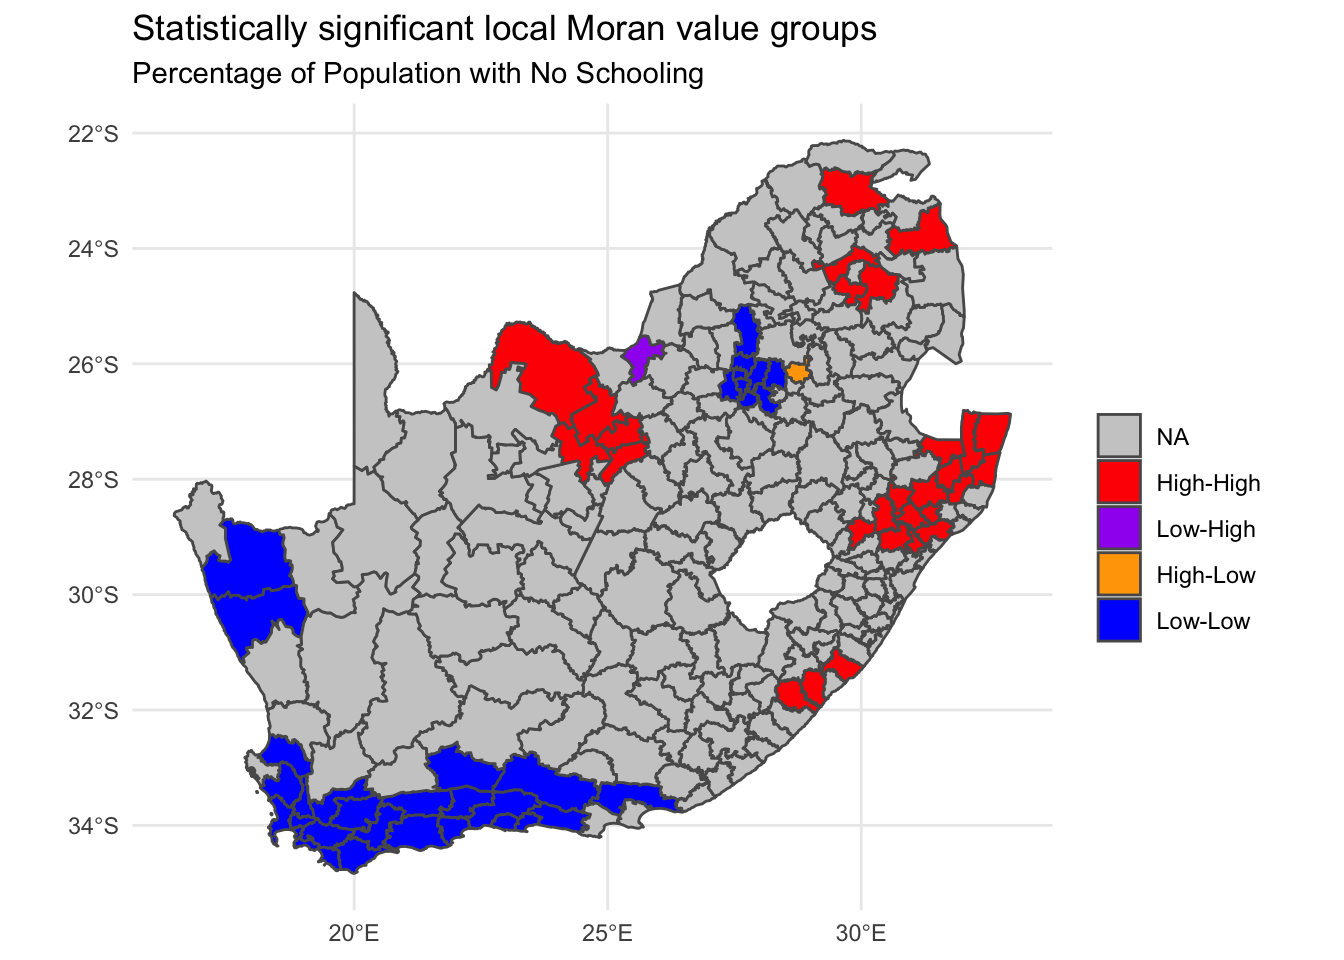 Statistically significant local Moran value groups
Percentage of Population with No Schooling
22°S
24°S
26°S
28°S
30°S
32°S
34°S
20°E
25°E
30°E
NA
High-High
Low-High
High-Low
Low-Low